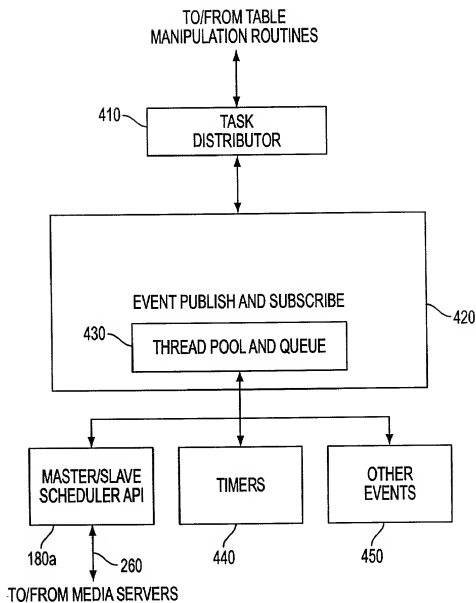 TO/FROM TABLE
MANIPULATION ROUTINES
410
TASK
DISTRIBUTOR
EVENT PUBLISH AND SUBSCRIBE
420
430
THREAD POOL AND QUEUE
MASTER/SLAVE
SCHEDULER API
TIMERS
OTHER
EVENTS
180a
260
440
450
TO/FROM MEDIA SERVERS